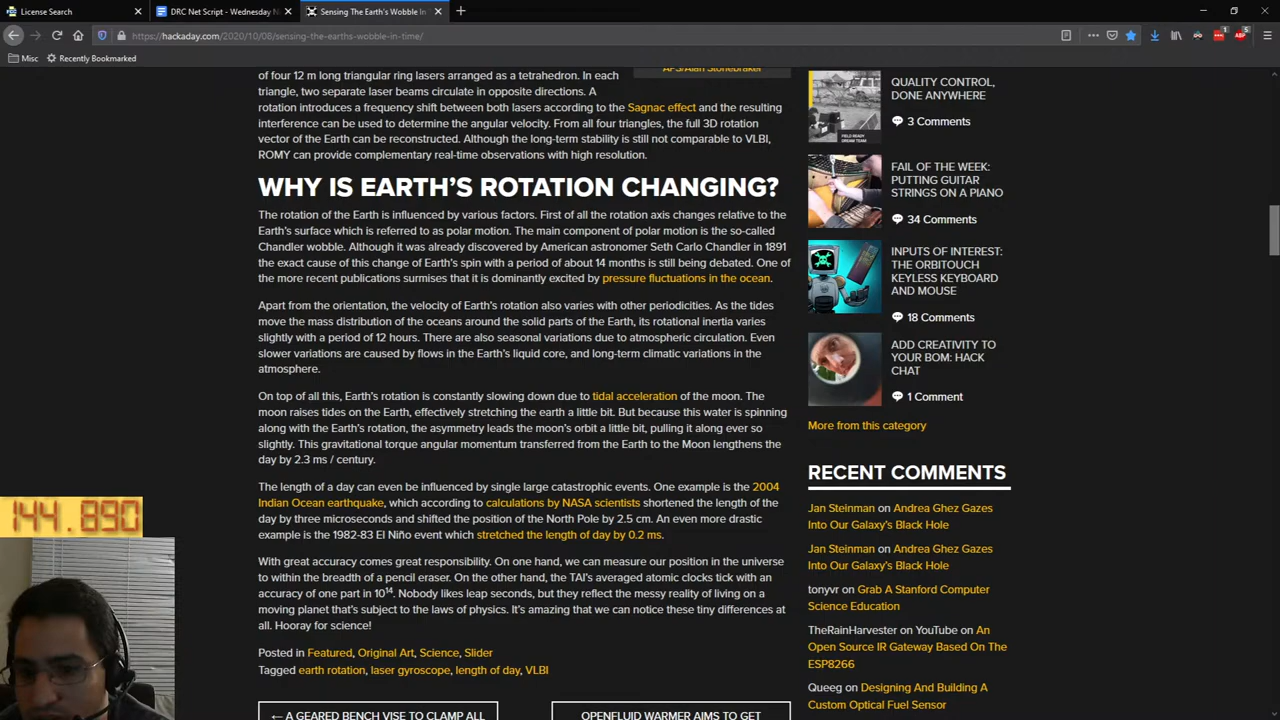 License Search
DRC Net Script - Wednesday N
Sensing The Earth's Wobble In
https://hackaday.com/2020/10/08/sensing-the-earths-wobble-in-time/
Misc
Recently Bookmarked
of four 12 m long triangular ring lasers arranged as a tetrahedron. In each
triangle, two separate laser beams circulate in opposite directions. A
rotation introduces a frequency shift between both lasers according to the Sagnac effect and the resulting
interference can be used to determine the angular velocity. From all four triangles, the full 3D rotation
vector of the Earth can be reconstructed. Although the long-term stability is still not comparable to VLBI,
ROMY can provide complementary real-time observations with high resolution.
WHY IS EARTH'S ROTATION CHANGING?
The rotation of the Earth is influenced by various factors. First of all the rotation axis changes relative to the
Earth's surface which is referred to as polar motion. The main component of polar motion is the so-called
Chandler wobble. Although it was already discovered by American astronomer Seth Carlo Chandler in 1891
the exact cause of this change of Earth's spin with a period of about 14 months is still being debated. One of
the more recent publications surmises that it is dominantly excited by pressure fluctuations in the ocean.
Apart from the orientation, the velocity of Earth's rotation also varies with other periodicities. As the tides
move the mass distribution of the oceans around the solid parts of the Earth, its rotational inertia varies
slightly with a period of 12 hours. There are also seasonal variations due to atmospheric circulation. Even
slower variations are caused by flows in the Earth's liquid core, and long-term climatic variations in the
atmosphere.
On top of all this, Earth's rotation is constantly slowing down due to tidal acceleration of the moon. The
moon raises tides on the Earth, effectively stretching the earth a little bit. But because this water is spinning
along with the Earth's rotation, the asymmetry leads the moon's orbit a little bit, pulling it along ever so
slightly. This gravitational torque angular momentum transferred from the Earth to the Moon lengthens the
day by 2.3 ms / century.
The length of a day can even be influenced by single large catastrophic events. One example is the 2004
Indian Ocean earthquake, which according to calculations by NASA scientists shortened the length of the
day by three microseconds and shifted the position of the North Pole by 2.5 cm. An even more drastic
example is the 1982-83 El Niño event which stretched the length of day by 0.2 ms.
With great accuracy comes great responsibility. On one hand, we can measure our position in the universe
to within the breadth of a pencil eraser. On the other hand, the TAI's averaged atomic clocks tick with an
accuracy of one part in 10¹⁴. Nobody likes leap seconds, but they reflect the messy reality of living on a
moving planet that's subject to the laws of physics. It's amazing that we can notice these tiny differences at
all. Hooray for science!
Posted in Featured, Original Art, Science, Slider
Tagged earth rotation, laser gyroscope, length of day, VLBI
← A GEARED BENCH VISE TO CLAMP ALL
OPENFLUID WARMER AIMS TO GET
144.890
APS/Alan Stonebraker
QUALITY CONTROL,
DONE ANYWHERE
3 Comments
FAIL OF THE WEEK:
PUTTING GUITAR
STRINGS ON A PIANO
34 Comments
INPUTS OF INTEREST:
THE ORBITOUCH
KEYLESS KEYBOARD
AND MOUSE
18 Comments
ADD CREATIVITY TO
YOUR BOM: HACK
CHAT
1 Comment
More from this category
RECENT COMMENTS
Jan Steinman on Andrea Ghez Gazes
Into Our Galaxy's Black Hole
Jan Steinman on Andrea Ghez Gazes
Into Our Galaxy's Black Hole
tonyvr on Grab A Stanford Computer
Science Education
TheRainHarvester on YouTube on An
Open Source IR Gateway Based On The
ESP8266
Queeg on Designing And Building A
Custom Optical Fuel Sensor